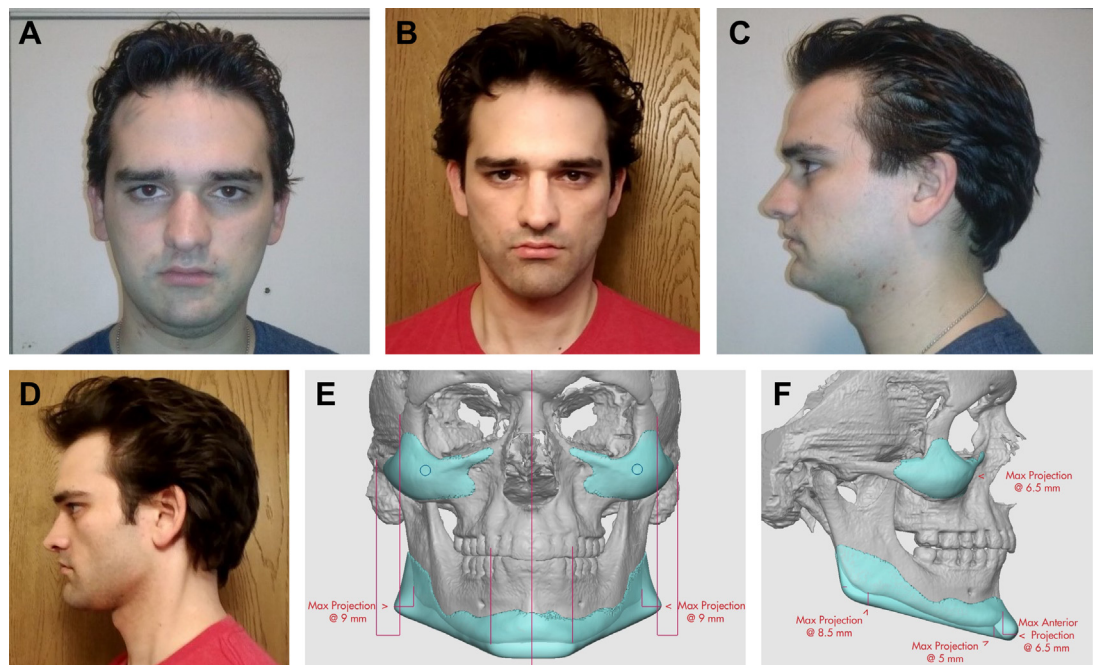 A
B
C
D
E
Max Projection >
@ 9 mm
< Max Projection
@ 9 mm
F
< Max Projection
@ 6.5 mm
Max Projection
@ 8.5 mm
Max Projection
@ 5 mm
Max Anterior
< Projection
@ 6.5 mm